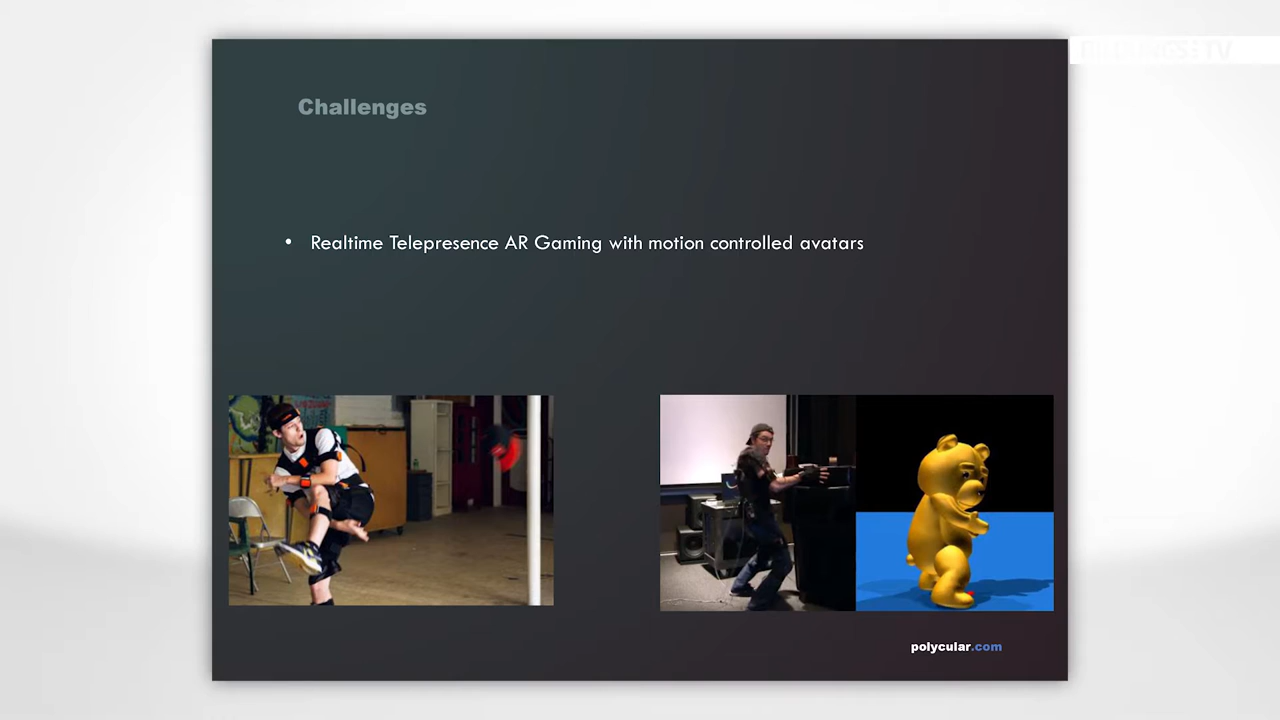 Challenges
• Realtime Telepresence AR Gaming with motion controlled avatars
polycular.com